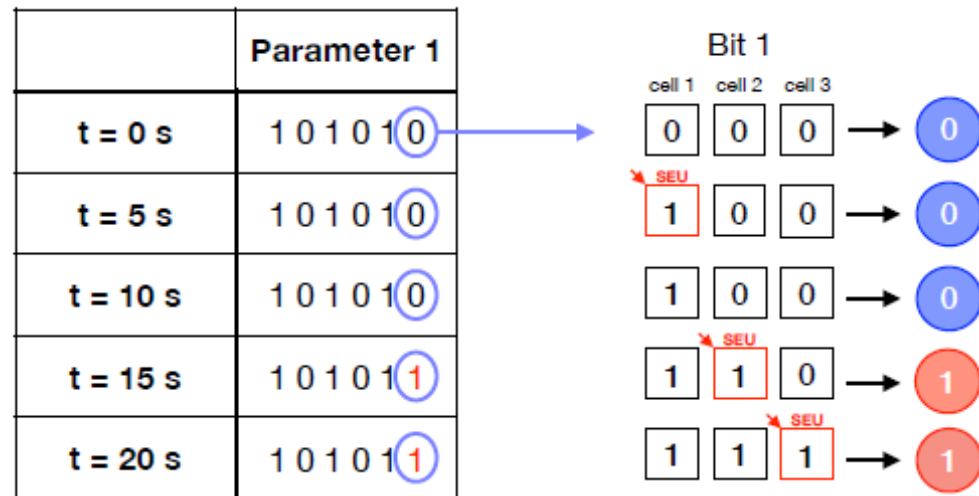 Parameter 1
Bit 1
cell 1 cell 2 cell 3
t = 0 s 1 0 1 0 1 0 0 0 0 0
SEU
t = 5 s 1 0 1 0 1 0 1 0 0 0
t = 10 s 1 0 1 0 1 0 1 0 0 0
SEU
t = 15 s 1 0 1 0 1 1 1 1 0 1
SEU
t = 20 s 1 0 1 0 1 1 1 1 1 1